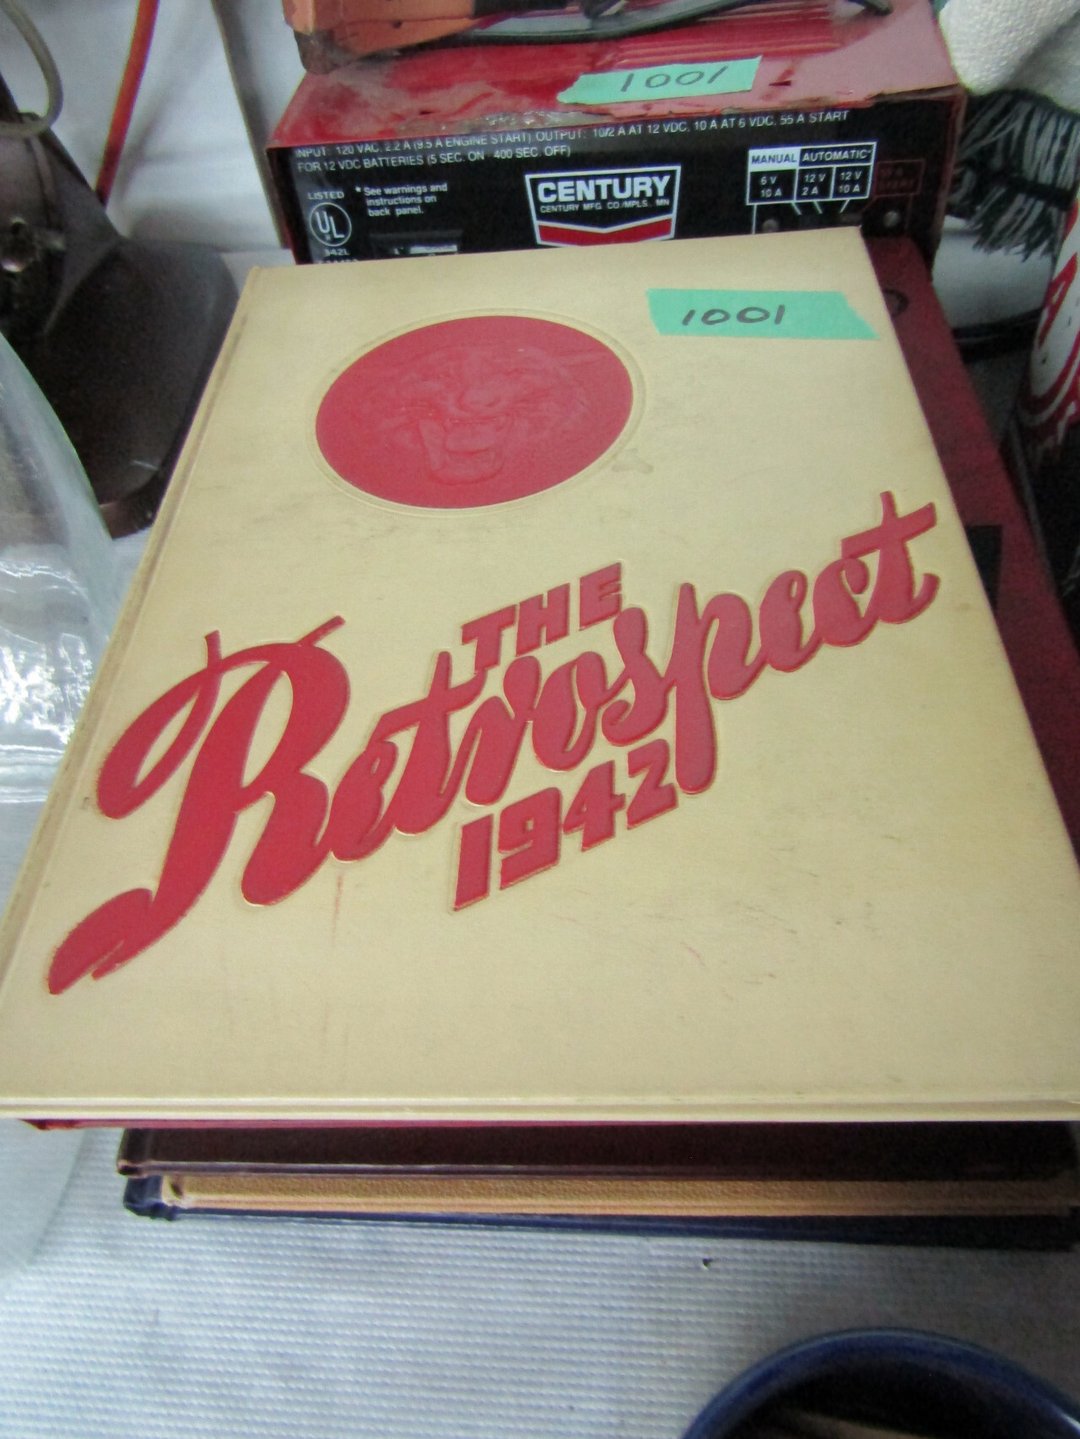 1001
INPUT: 120 VAC, 2.2 A (9.5 A ENGINE START) OUTPUT: 10/2 A AT 12 VDC, 10 A AT 6 VDC, 55 A START
FOR 12 VDC BATTERIES (5 SEC. ON - 400 SEC. OFF)
LISTED
UL
342L
* See warnings and
instructions on
back panel.
CENTURY
CENTURY MFG. CO./MPLS., MN
MANUAL AUTOMATIC
6 V 12 V 12 V
10 A 2 A 10 A
1001
THE
Retrospect
1942